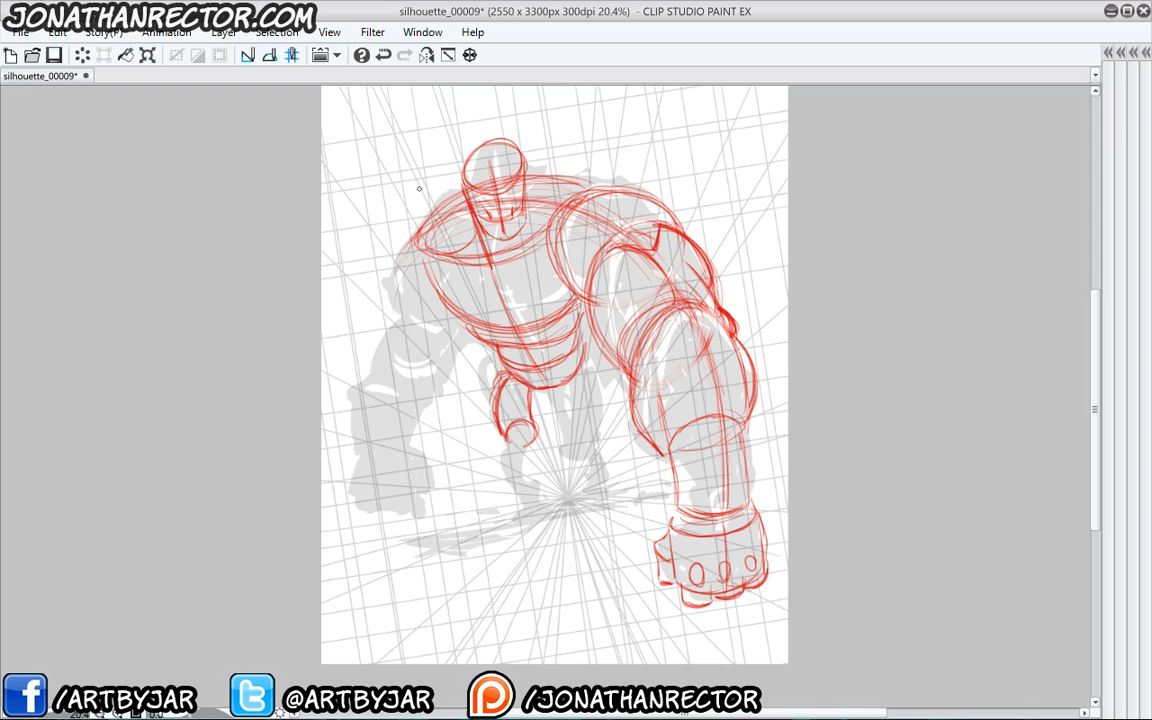 JONATHANRECTOR.COM
silhouette_00009* (2550 x 3300px 300dpi 20.4%) - CLIP STUDIO PAINT EX
File Edit Story(P) Animation Layer Selection View Filter Window Help
silhouette_00009*
/ARTBYJAR @ARTBYJAR /JONATHANRECTOR